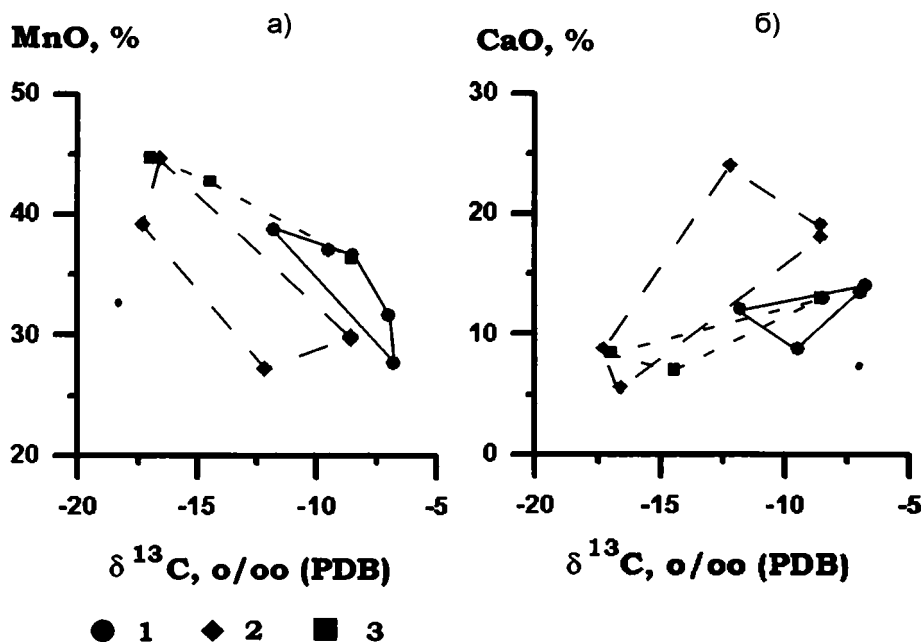 а) б)
MnO, % CaO, %
50 30
40 20
30 10
20 0
-20 -15 -10 -5 -20 -15 -10 -5
δ ¹³C, o/oo (PDB) δ ¹³C, o/oo (PDB)
1 2 3